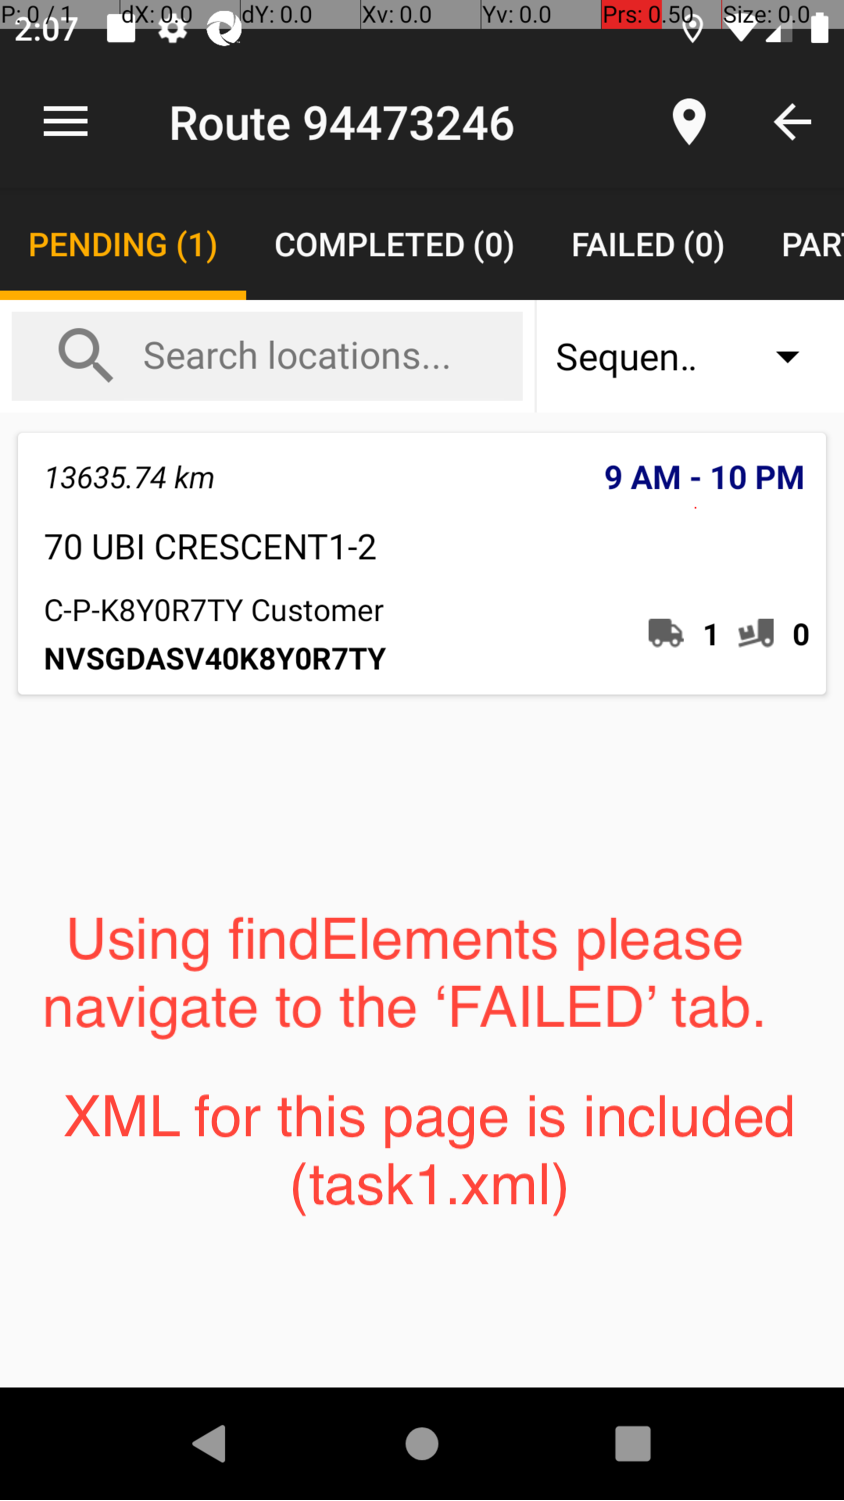 P: 0 / 1 dX: 0.0 dY: 0.0 Xv: 0.0 Yv: 0.0 Prs: 0.50 Size: 0.0
2:07
Route 94473246
PENDING (1) COMPLETED (0) FAILED (0) PAR
Search locations... Sequen..
13635.74 km 9 AM - 10 PM
70 UBI CRESCENT1-2
C-P-K8Y0R7TY Customer
1 0
NVSGDASV40K8Y0R7TY
Using findElements please
navigate to the ‘FAILED’ tab.
XML for this page is included
(task1.xml)